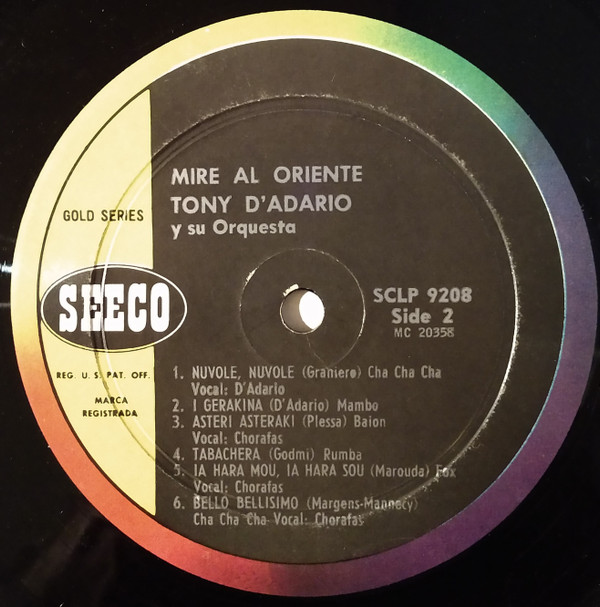 MIRE AL ORIENTE
TONY D'ADARIO
y su Orquesta
GOLD SERIES
SEECO
REG. U. S. PAT. OFF.
MARCA
REGISTRADA
SCLP 9208
Side 2
MC 20358
1. NUVOLE, NUVOLE (Graniero) Cha Cha Cha
Vocal: D'Adario
2. I GERAKINA (D'Adario) Mambo
3. ASTERI ASTERAKI (Plessa) Baion
Vocal: Chorafas
4. TABACHERA (Godmi) Rumba
5. IA HARA MOU, IA HARA SOU (Marouda) Fox
Vocal: Chorafas
6. BELLO BELLISIMO (Margens-Mannacy)
Cha Cha Cha Vocal: Chorafas